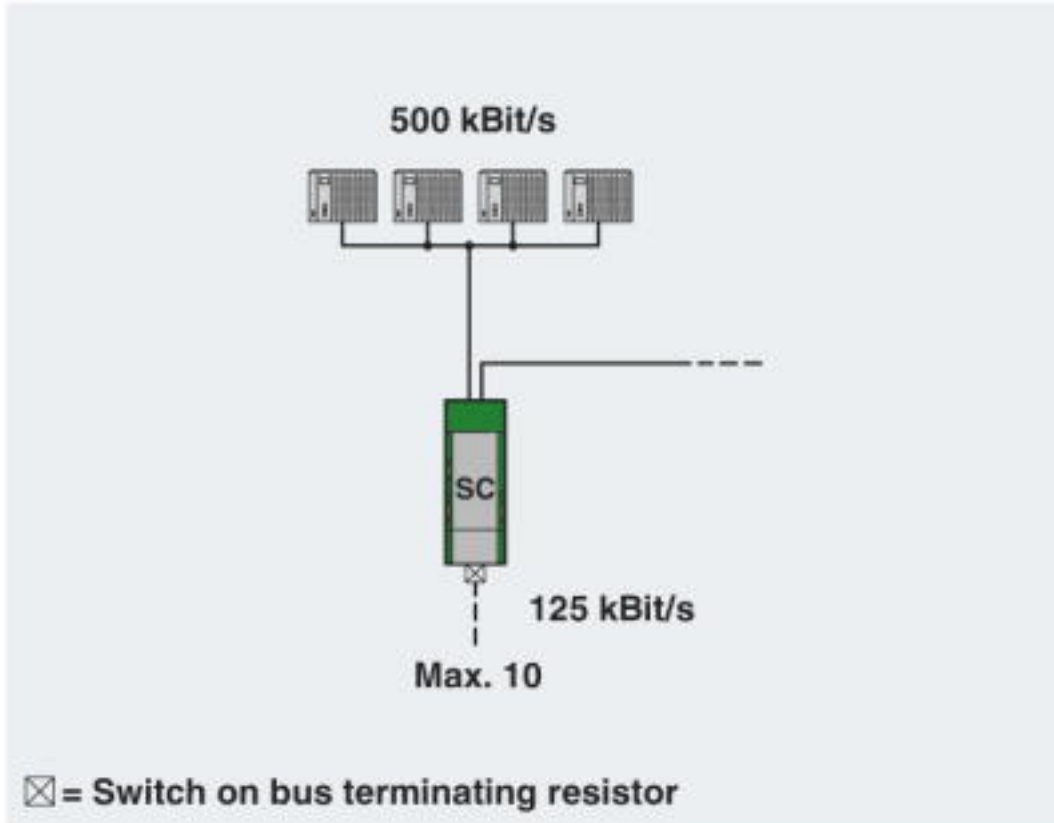 500 kBit/s
SC
125 kBit/s
Max. 10
= Switch on bus terminating resistor